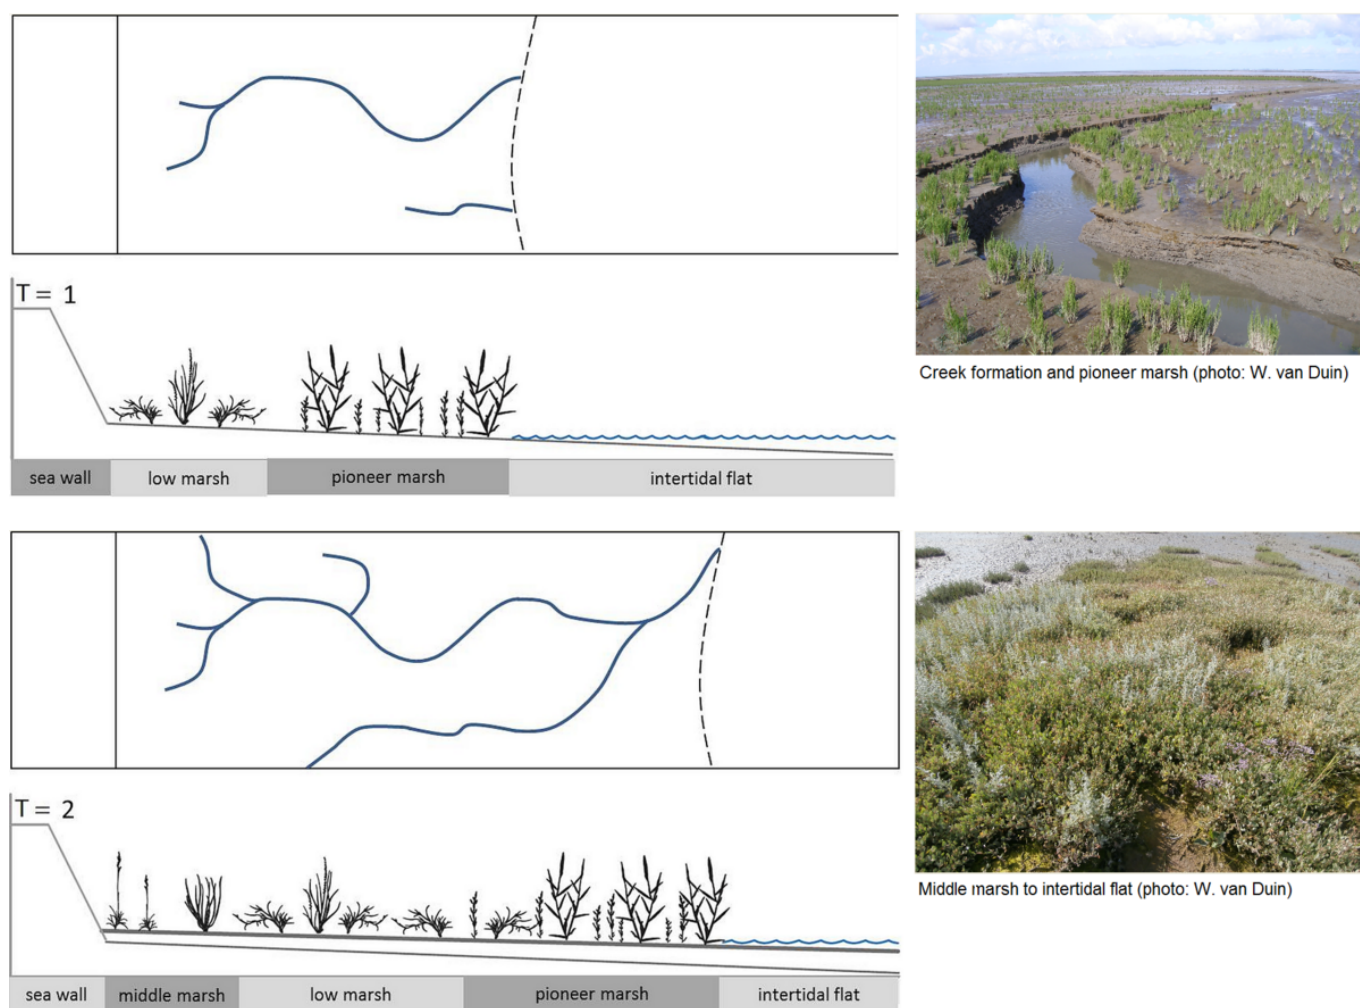 Creek formation and pioneer marsh (photo: W. van Duin)
T = 1
sea wall low marsh pioneer marsh intertidal flat
Middle marsh to intertidal flat (photo: W. van Duin)
T = 2
sea wall middle marsh low marsh pioneer marsh intertidal flat